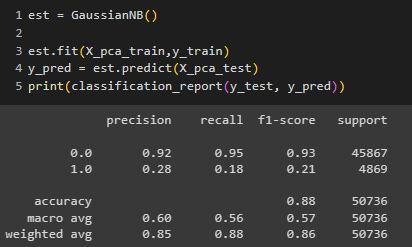 1 est = GaussianNB()
2
3 est.fit(X_pca_train,y_train)
4 y_pred = est.predict(X_pca_test)
5 print(classification_report(y_test, y_pred))
precision recall f1-score support
0.0 0.92 0.95 0.93 45867
1.0 0.28 0.18 0.21 4869
accuracy 0.88 50736
macro avg 0.60 0.56 0.57 50736
weighted avg 0.85 0.88 0.86 50736